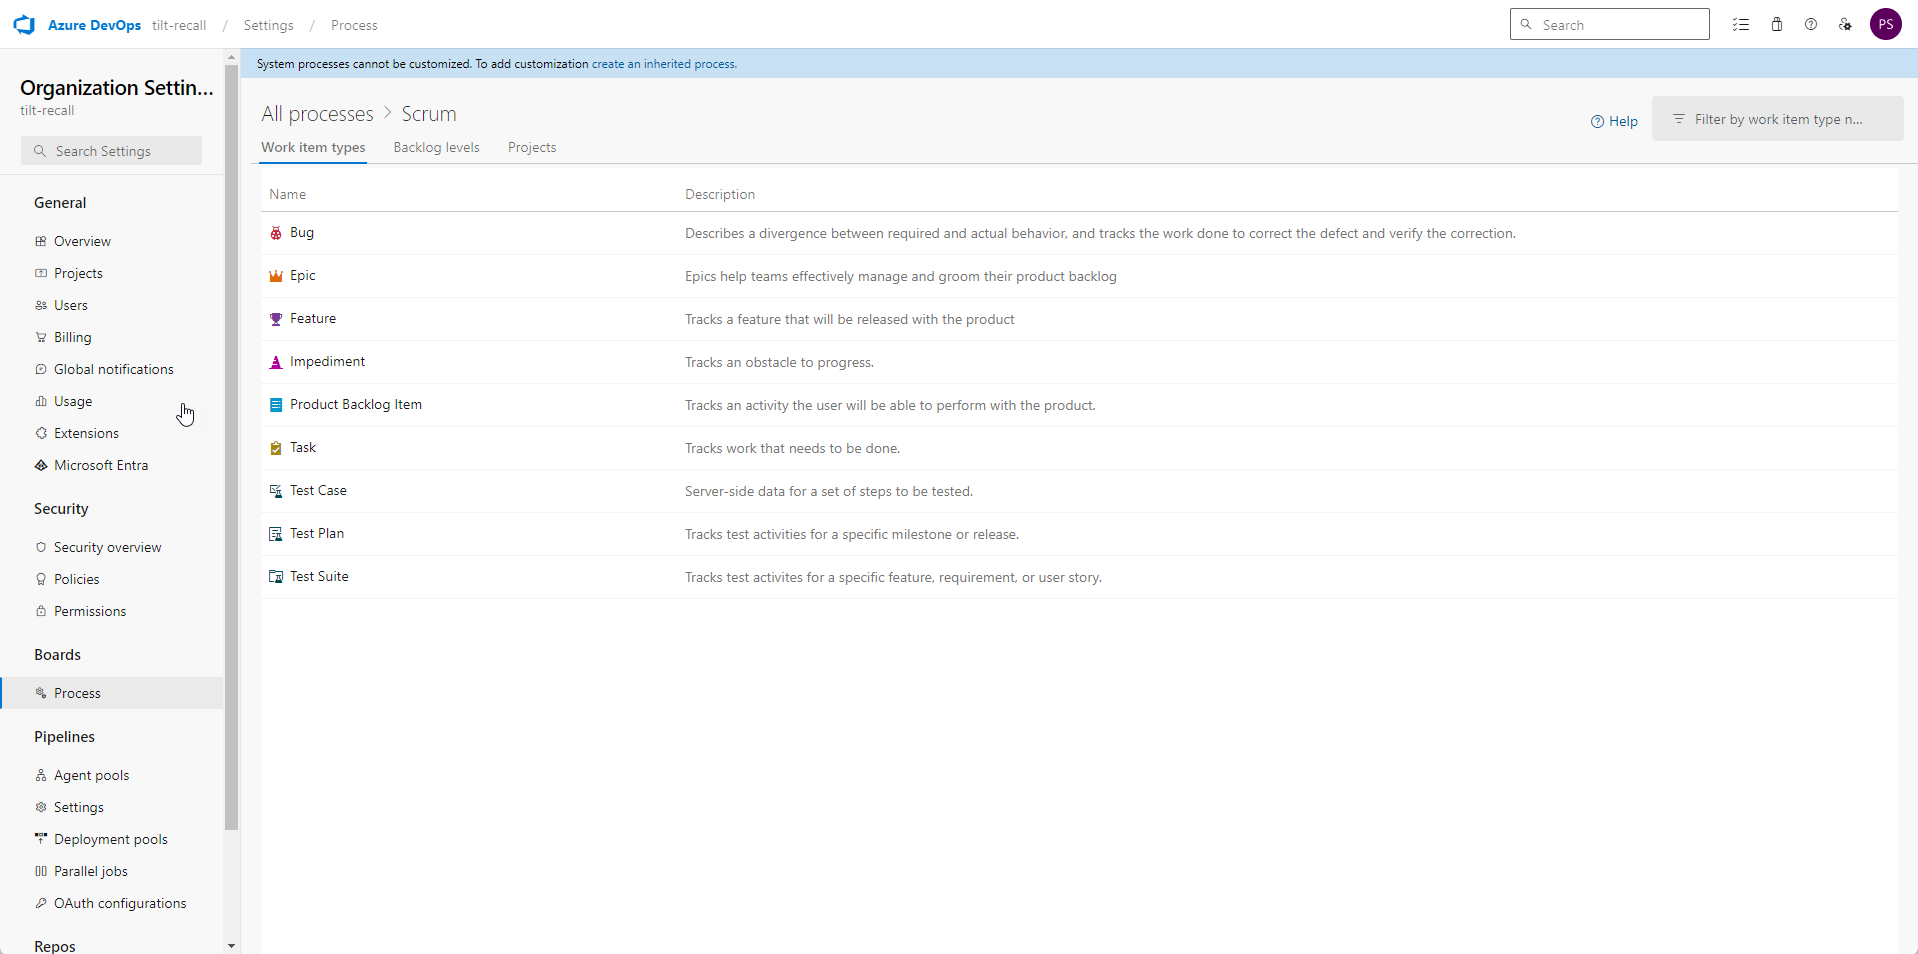 Azure DevOps tilt-recall / Settings / Process
Search
PS
Organization Settin...
tilt-recall
Search Settings
General
Overview
Projects
Users
Billing
Global notifications
Usage
Extensions
Microsoft Entra
Security
Security overview
Policies
Permissions
Boards
Process
Pipelines
Agent pools
Settings
Deployment pools
Parallel jobs
OAuth configurations
Repos
System processes cannot be customized. To add customization create an inherited process.
All processes > Scrum
Help
Filter by work item type n...
Work item types Backlog levels Projects
Name Description
Bug Describes a divergence between required and actual behavior, and tracks the work done to correct the defect and verify the correction.
Epic Epics help teams effectively manage and groom their product backlog
Feature Tracks a feature that will be released with the product
Impediment Tracks an obstacle to progress.
Product Backlog Item Tracks an activity the user will be able to perform with the product.
Task Tracks work that needs to be done.
Test Case Server-side data for a set of steps to be tested.
Test Plan Tracks test activities for a specific milestone or release.
Test Suite Tracks test activites for a specific feature, requirement, or user story.